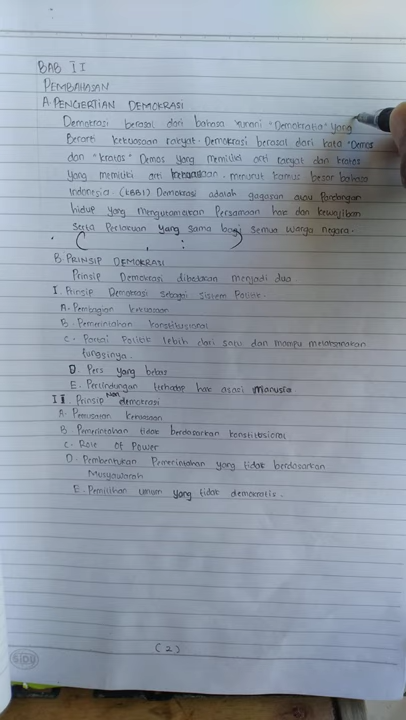 BAB II
PEMBAHASAN
A. PENGERTIAN DEMOKRASI
Demokrasi berasal dari bahasa Yunani "Demokratia" yang
Berarti kekuasaan rakyat. Demokrasi berasal dari kata "Demos
dan "kratos" Demos yang memiliki arti rakyat dan kratos
yang memiliki arti kekuasaan. menurut kamus besar bahasa
Indonesia (KBBI) Demokrasi adalah gagasan atau Pandangan
hidup yang mengutamakan Persamaan hak dan kewajiban
serta Perlakuan yang sama bagi semua warga negara.
B. PRINSIP DEMOKRASI
Prinsip Demokrasi dibedakan menjadi dua.
I. Prinsip Demokrasi sebagai sistem Politik.
A. Pembagian kekuasaan
B. Pemerintahan konstitusional
C. Partai Politik lebih dari satu dan mampu melaksanakan
fungsinya.
D. Pers yang bebas
E. Perlindungan terhadap hak asasi manusia
II Prinsip Non demokrasi
A. Pemusatan kekuasaan
B. Pemerintahan tidak berdasarkan konstitusional
C. Role of Power
D. Pembentukan Pemerintahan yang tidak berdasarkan
Musyawarah
E. Pemilihan umum yang tidak demokratis.
(2)
SIDU